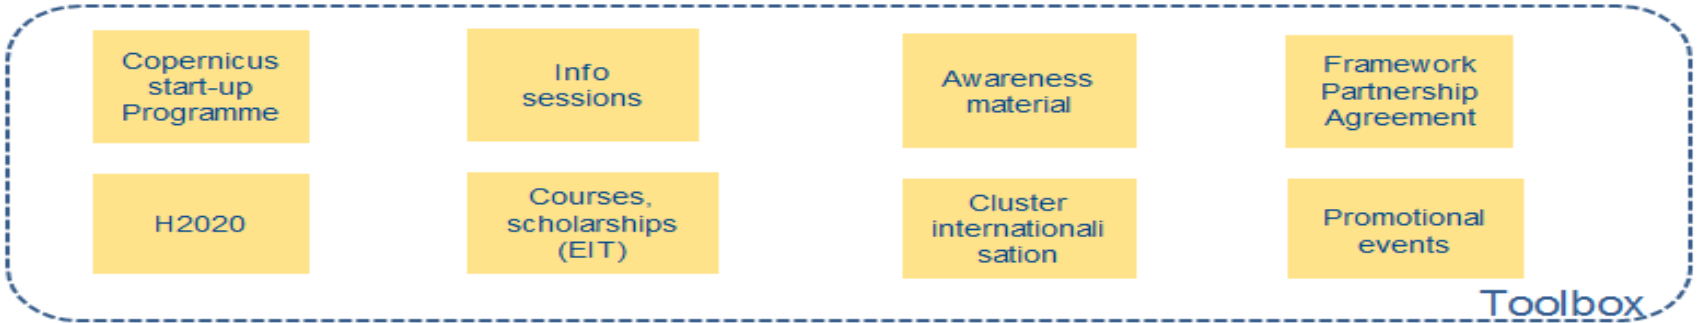 Copernicus
start-up
Programme
Info
sessions
Awareness
material
Framework
Partnership
Agreement
H2020
Courses,
scholarships
(EIT)
Cluster
internationali
sation
Promotional
events
Toolbox